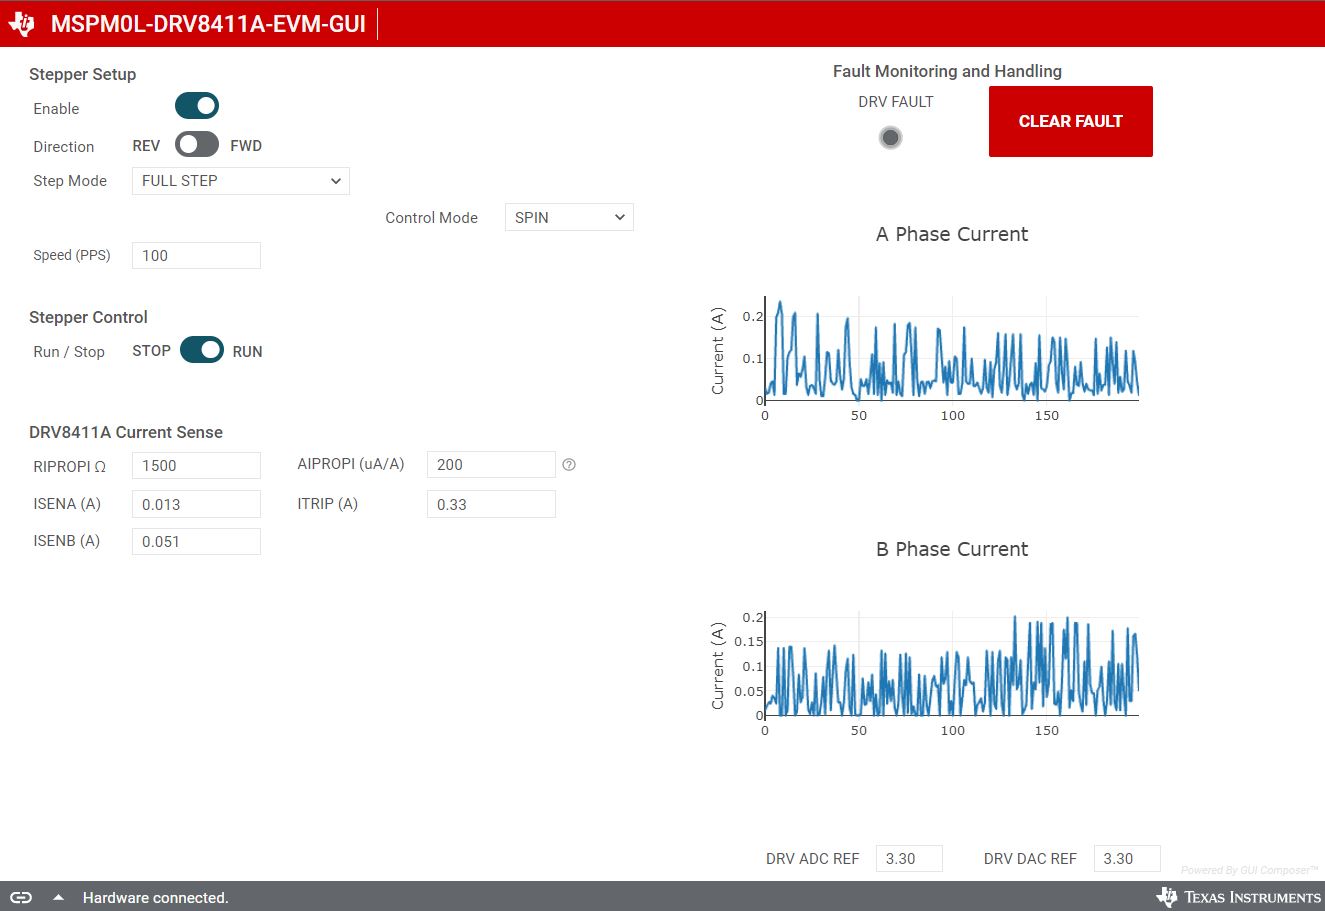 MSPM0L-DRV8411A-EVM-GUI
Stepper Setup
Enable
Direction REV FWD
Step Mode FULL STEP
Control Mode SPIN
Speed (PPS) 100
Stepper Control
Run / Stop STOP RUN
DRV8411A Current Sense
RIPROPI Ω 1500 AIPROPI (uA/A) 200 ?
ISENA (A) 0.013 ITRIP (A) 0.33
ISENB (A) 0.051
Fault Monitoring and Handling
DRV FAULT
CLEAR FAULT
A Phase Current
Current (A)
0.2
0.1
0
0 50 100 150
B Phase Current
Current (A)
0.2
0.15
0.1
0.05
0
0 50 100 150
DRV ADC REF 3.30 DRV DAC REF 3.30
Powered By GUI Composer™
Hardware connected.
TEXAS INSTRUMENTS